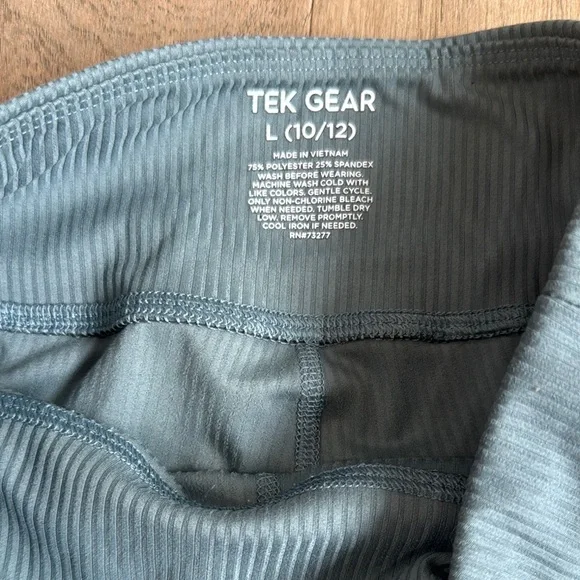 TEK GEAR
L (10/12)
MADE IN VIETNAM
75% POLYESTER 25% SPANDEX
WASH BEFORE WEARING.
MACHINE WASH COLD WITH
LIKE COLORS. GENTLE CYCLE.
ONLY NON-CHLORINE BLEACH
WHEN NEEDED. TUMBLE DRY
LOW. REMOVE PROMPTLY.
COOL IRON IF NEEDED.
RN#73277